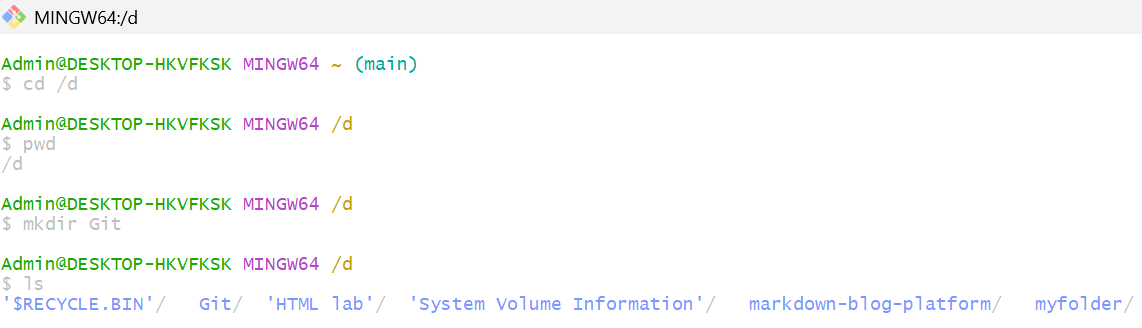 MINGW64:/d
Admin@DESKTOP-HKVFKSK MINGW64 ~ (main)
$ cd /d
Admin@DESKTOP-HKVFKSK MINGW64 /d
$ pwd
/d
Admin@DESKTOP-HKVFKSK MINGW64 /d
$ mkdir Git
Admin@DESKTOP-HKVFKSK MINGW64 /d
$ ls
'$RECYCLE.BIN'/   Git/  'HTML lab'/  'System Volume Information'/   markdown-blog-platform/   myfolder/